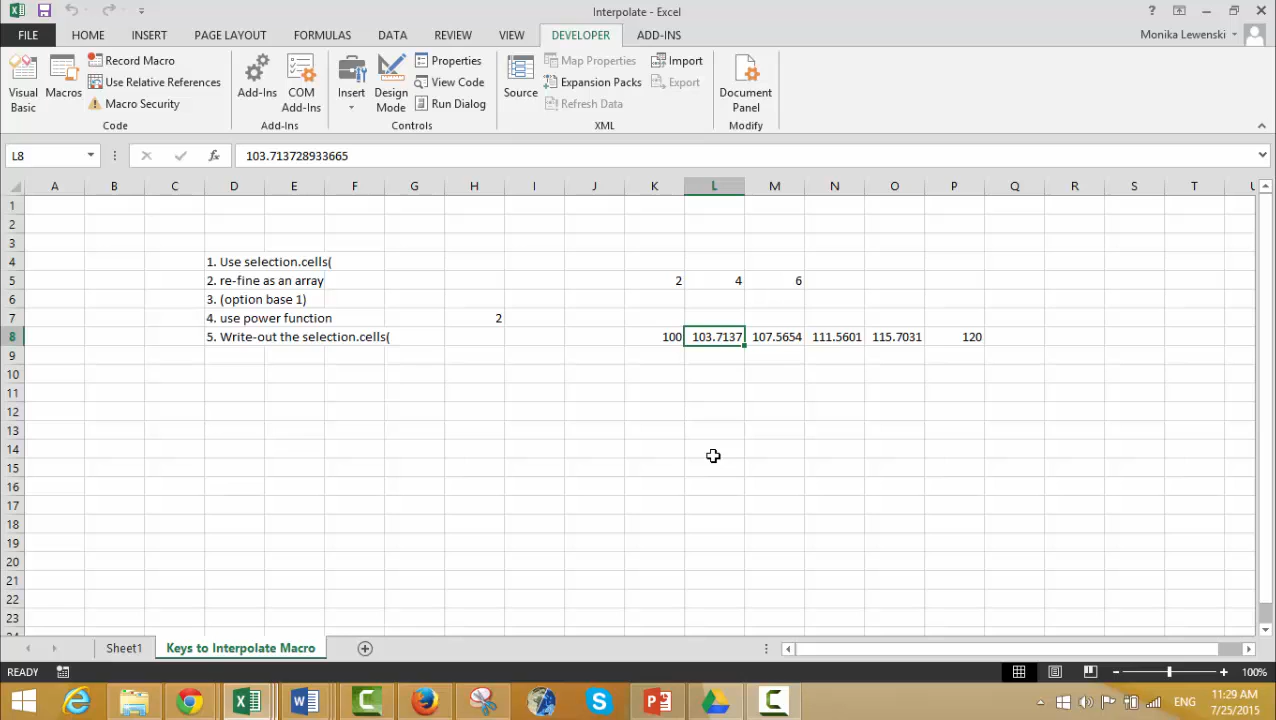 Interpolate - Excel
FILE HOME INSERT PAGE LAYOUT FORMULAS DATA REVIEW VIEW DEVELOPER ADD-INS Monika Lewenski
Visual Basic
Macros
Record Macro
Use Relative References
Macro Security
Code
Add-Ins
COM Add-Ins
Add-Ins
Insert
Design Mode
Properties
View Code
Run Dialog
Controls
Source
Map Properties
Expansion Packs
Refresh Data
Import
Export
XML
Document Panel
Modify
L8 fx 103.713728933665
A B C D E F G H I J K L M N O P Q R S T U
1
2
3
4 1. Use selection.cells(
5 2. re-fine as an array 2 4 6
6 3. (option base 1)
7 4. use power function 2
8 5. Write-out the selection.cells( 100 103.7137 107.5654 111.5601 115.7031 120
9
10
11
12
13
14
15
16
17
18
19
20
21
22
23
Sheet1 Keys to Interpolate Macro
READY 100%
ENG 11:29 AM
7/25/2015